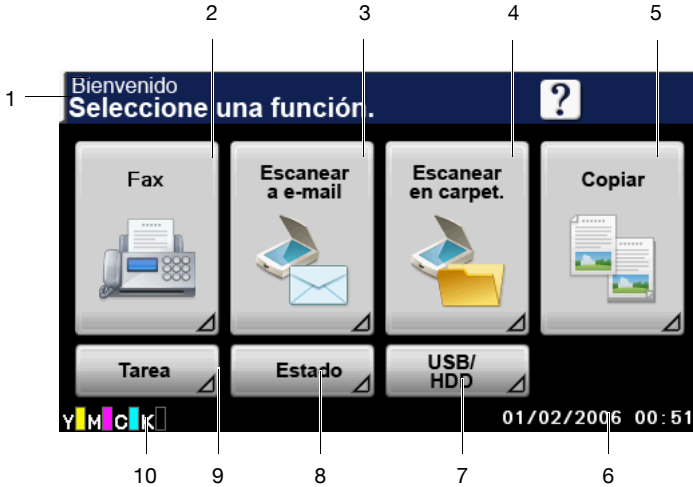 2 3 4 5
1
Bienvenido
Seleccione una función.
?
Fax
Escanear
a e-mail
Escanear
en carpet.
Copiar
Tarea
Estado
USB/
HDD
Y M C K
01/02/2006 00:51
10 9 8 7 6